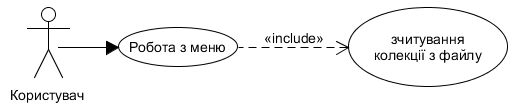 Користувач
Робота з меню
«include»
зчитування
колекції з файлу